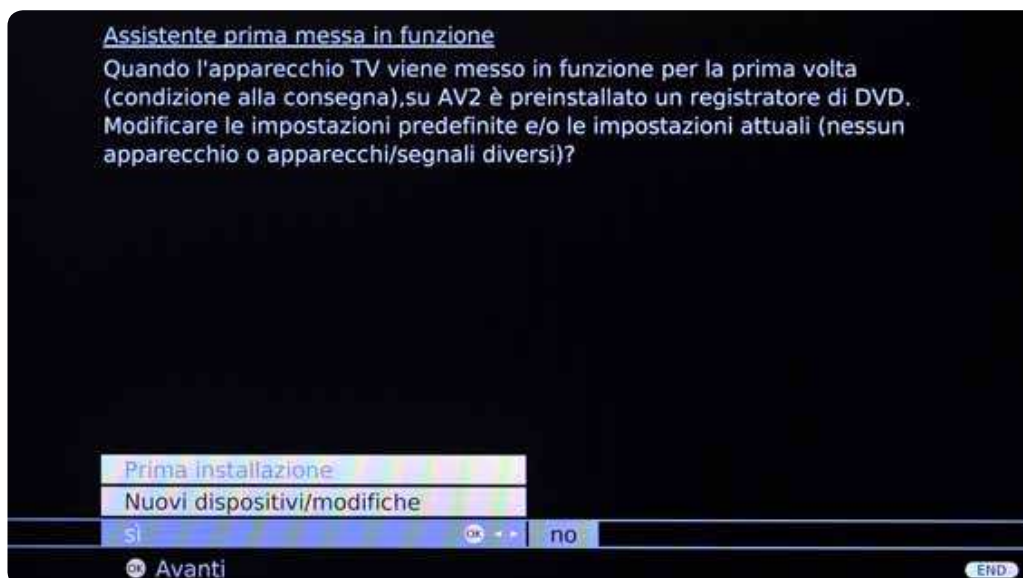 Assistente prima messa in funzione
Quando l'apparecchio TV viene messo in funzione per la prima volta
(condizione alla consegna),su AV2 è preinstallato un registratore di DVD.
Modificare le impostazioni predefinite e/o le impostazioni attuali (nessun
apparecchio o apparecchi/segnali diversi)?
Prima installazione
Nuovi dispositivi/modifiche
sì OK no
OK Avanti END